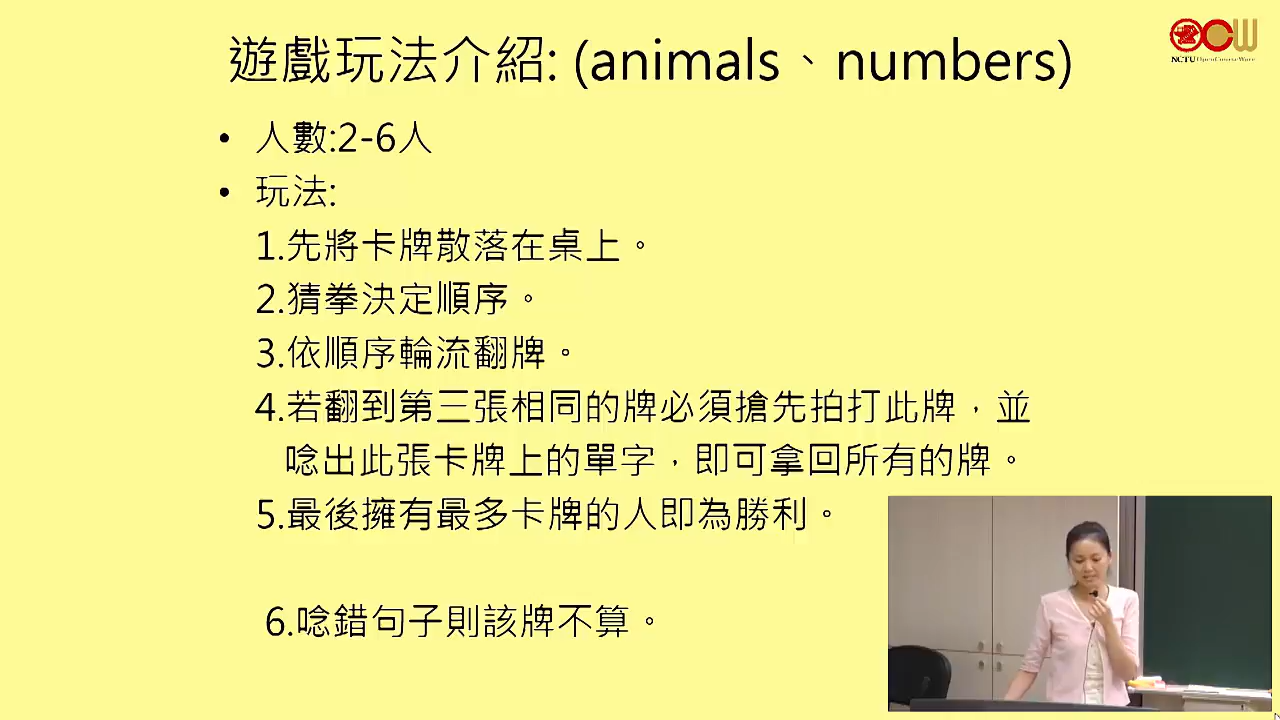 遊戲玩法介紹: (animals、numbers)
OCW
NCTU OpenCourseWare
• 人數:2-6人
• 玩法:
1.先將卡牌散落在桌上。
2.猜拳決定順序。
3.依順序輪流翻牌。
4.若翻到第三張相同的牌必須搶先拍打此牌，並
唸出此張卡牌上的單字，即可拿回所有的牌。
5.最後擁有最多卡牌的人即為勝利。
6.唸錯句子則該牌不算。